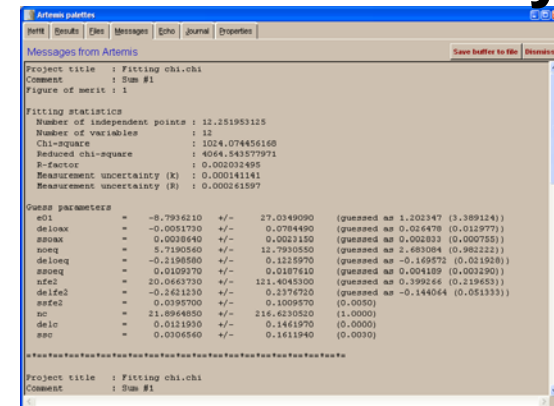 Artemis palettes
Refit Results Files Messages Echo Journal Properties
Messages from Artemis Save buffer to file Dismiss
Project title : Fitting chi.chi
Comment : Sum #1
Figure of merit : 1
Fitting statistics
Number of independent points : 12.251953125
Number of variables : 12
Chi-square : 1024.074456168
Reduced chi-square : 4064.543577971
R-factor : 0.002032495
Measurement uncertainty (k) : 0.000141141
Measurement uncertainty (R) : 0.000261597
Guess parameters
e01 = -8.7936210 +/- 27.0349090 (guessed as 1.202347 (3.389124))
deloax = -0.0051730 +/- 0.0784490 (guessed as 0.026478 (0.012977))
ssoax = 0.0038640 +/- 0.0023150 (guessed as 0.002833 (0.000755))
noeq = 5.7190560 +/- 12.7930550 (guessed as 2.683084 (0.982222))
deloeq = -0.2198580 +/- 0.1225970 (guessed as -0.169572 (0.021928))
ssoeq = 0.0109370 +/- 0.0187610 (guessed as 0.004189 (0.003290))
nfe2 = 20.0663730 +/- 121.4045300 (guessed as 0.399266 (0.219653))
delfe2 = -0.2621230 +/- 0.2376720 (guessed as -0.144064 (0.051333))
ssfe2 = 0.0395700 +/- 0.1009570 (0.0050)
nc = 21.8964850 +/- 216.6230520 (1.0000)
delc = 0.0121930 +/- 0.1461970 (0.0000)
ssc = 0.0306560 +/- 0.1611940 (0.0030)
Project title : Fitting chi.chi
Comment : Sum #1